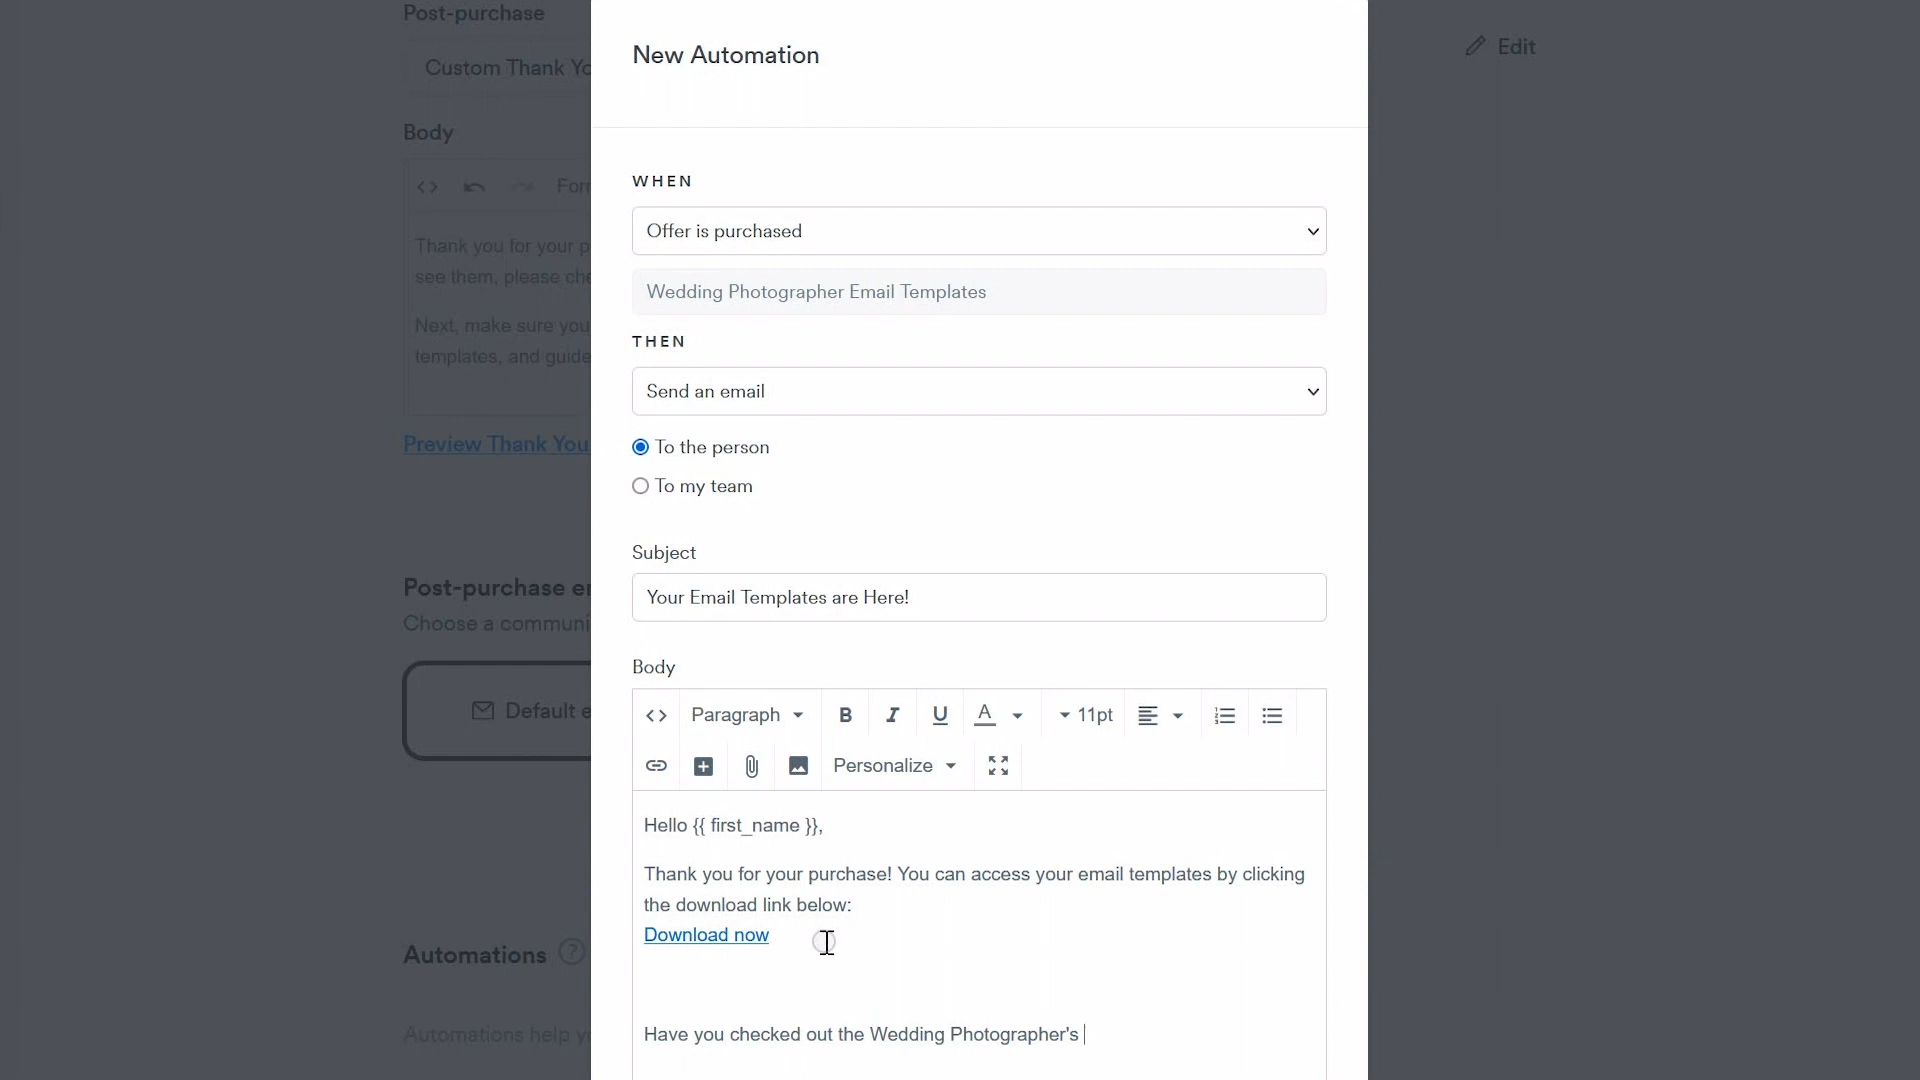 Post-purchase
Custom Thank Yo
Body
Form
Thank you for your p
see them, please che
Next, make sure you
templates, and guide
Preview Thank You
Post-purchase e
Choose a communi
Default e
Automations ?
Automations help y
New Automation
WHEN
Offer is purchased
Wedding Photographer Email Templates
THEN
Send an email
To the person
To my team
Subject
Your Email Templates are Here!
Body
Paragraph B I U A 11pt
Personalize
Hello {{ first_name }},
Thank you for your purchase! You can access your email templates by clicking
the download link below:
Download now
Have you checked out the Wedding Photographer's
Edit